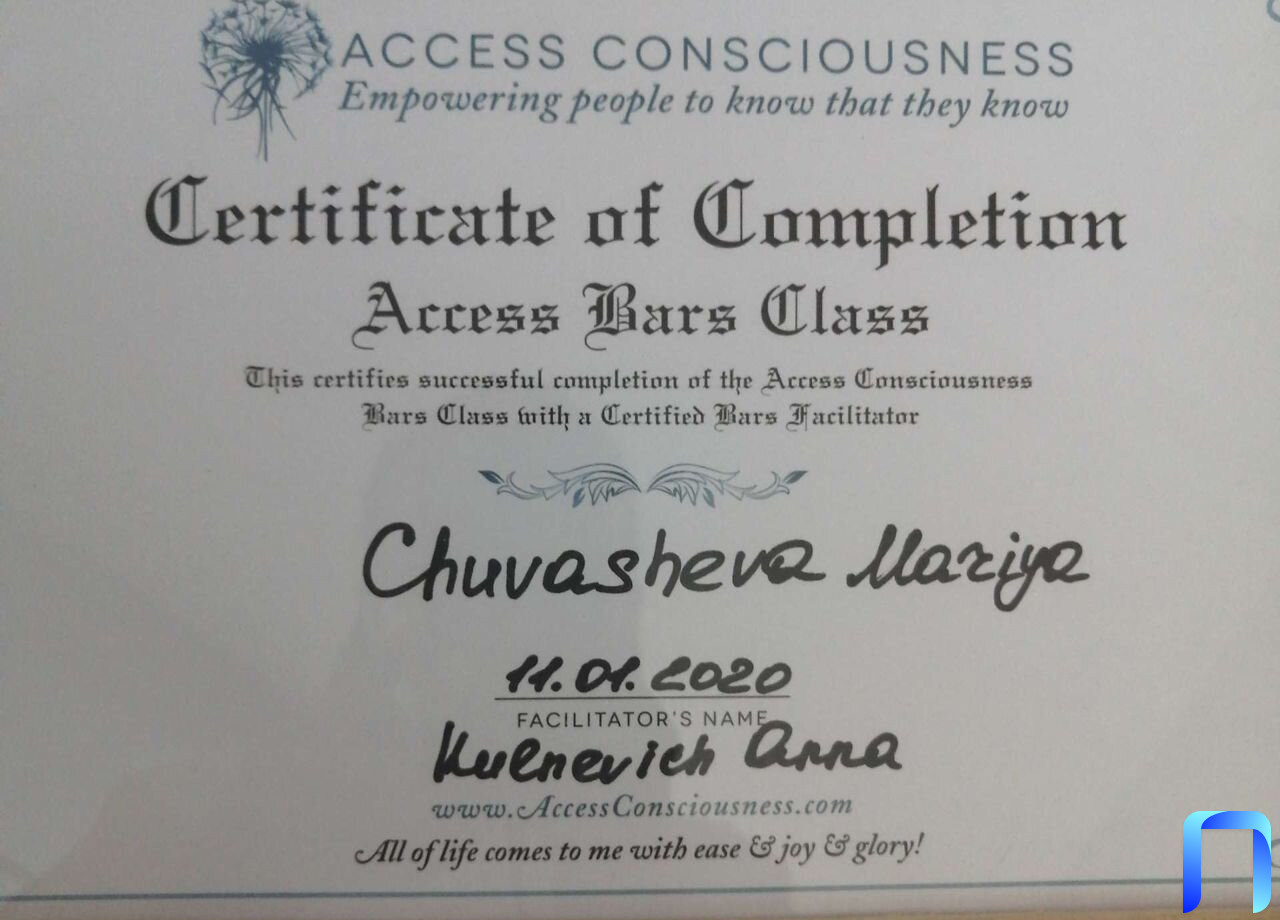 ACCESS CONSCIOUSNESS
Empowering people to know that they know
Certificate of Completion
Access Bars Class
This certifies successful completion of the Access Consciousness
Bars Class with a Certified Bars Facilitator
Chuvasheva Mariya
11.01.2020
FACILITATOR'S NAME
Kulnevich Anna
www.AccessConsciousness.com
All of life comes to me with ease & joy & glory!